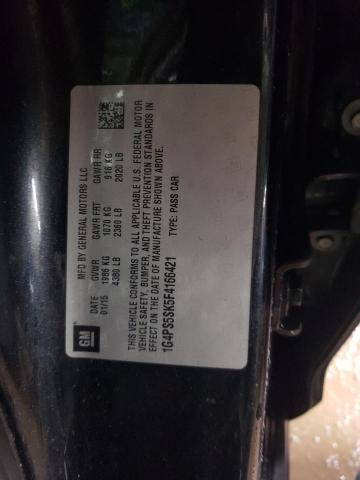 MFD BY GENERAL MOTORS LLC
DATE GVWR GAWR FRT GAWR RR
01/15 1986 KG 1070 KG 916 KG
4380 LB 2360 LB 2020 LB
THIS VEHICLE CONFORMS TO ALL APPLICABLE U.S. FEDERAL MOTOR
VEHICLE SAFETY, BUMPER, AND THEFT PREVENTION STANDARDS IN
EFFECT ON THE DATE OF MANUFACTURE SHOWN ABOVE.
1G4PS5SK5F4166421 TYPE: PASS CAR
GM